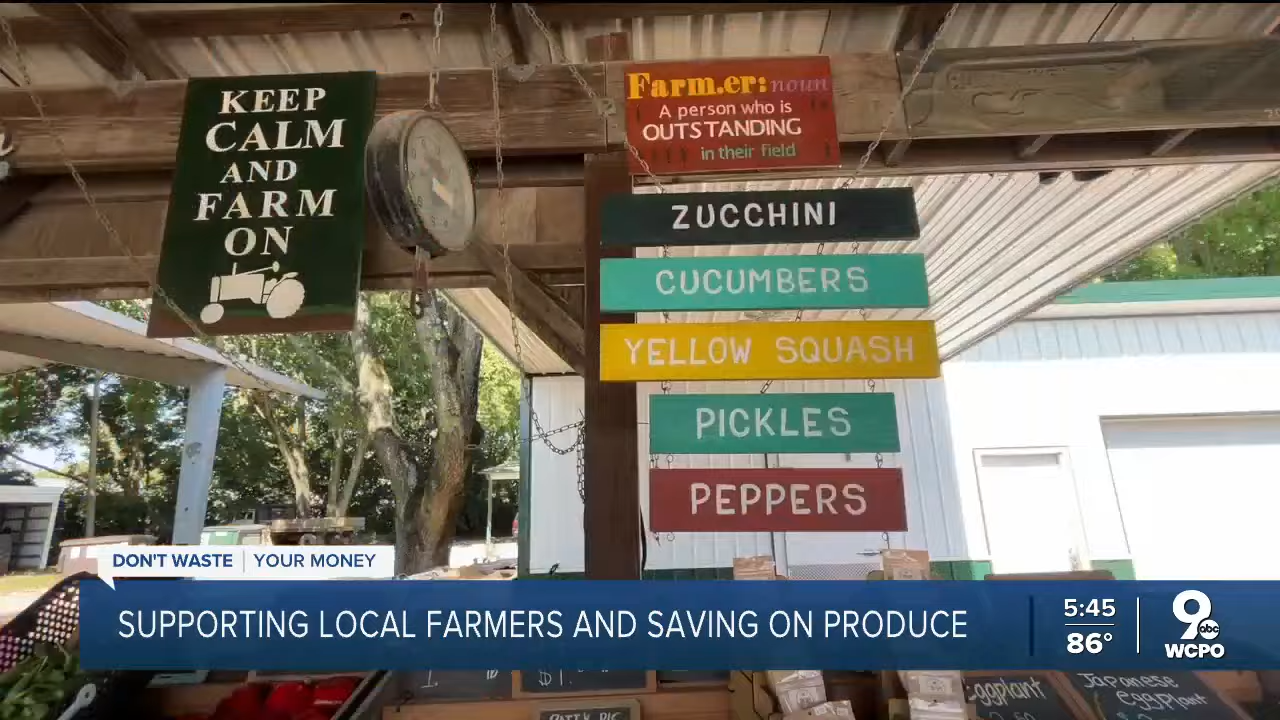 KEEP
CALM
AND
FARM
ON
Farm.er: noun
A person who is
OUTSTANDING
in their field
ZUCCHINI
CUCUMBERS
YELLOW SQUASH
PICKLES
PEPPERS
DON'T WASTE | YOUR MONEY
SUPPORTING LOCAL FARMERS AND SAVING ON PRODUCE
5:45
86°
9
abc
WCPO
Eggplant
Japanese
Eggplant